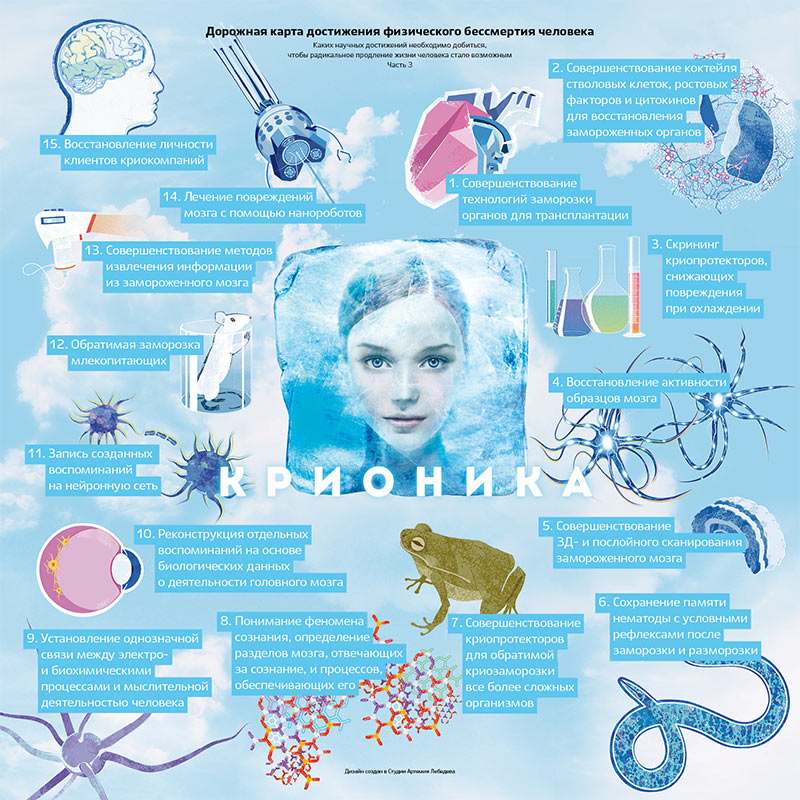 Дорожная карта достижения физического бессмертия человека
Каких научных достижений необходимо добиться,
чтобы радикальное продление жизни человека стало возможным
Часть 3
1. Совершенствование
технологий заморозки
органов для трансплантации
2. Совершенствование коктейля
стволовых клеток, ростовых
факторов и цитокинов
для восстановления
замороженных органов
3. Скрининг
криопротекторов,
снижающих
повреждения
при охлаждении
4. Восстановление активности
образцов мозга
5. Совершенствование
3Д- и послойного сканирования
замороженного мозга
6. Сохранение памяти
нематоды с условными
рефлексами после
заморозки и разморозки
7. Совершенствование
криопротекторов
для обратимой
криозаморозки
все более сложных
организмов
8. Понимание феномена
сознания, определение
разделов мозга, отвечающих
за сознание, и процессов,
обеспечивающих его
9. Установление однозначной
связи между электро-
и биохимическими
процессами и мыслительной
деятельностью человека
10. Реконструкция отдельных
воспоминаний на основе
биологических данных
о деятельности головного мозга
11. Запись созданных
воспоминаний
на нейронную сеть
12. Обратимая заморозка
млекопитающих
13. Совершенствование методов
извлечения информации
из замороженного мозга
14. Лечение повреждений
мозга с помощью нанороботов
15. Восстановление личности
клиентов криокомпаний
КРИОНИКА
Дизайн создан в Студии Артемия Лебедева